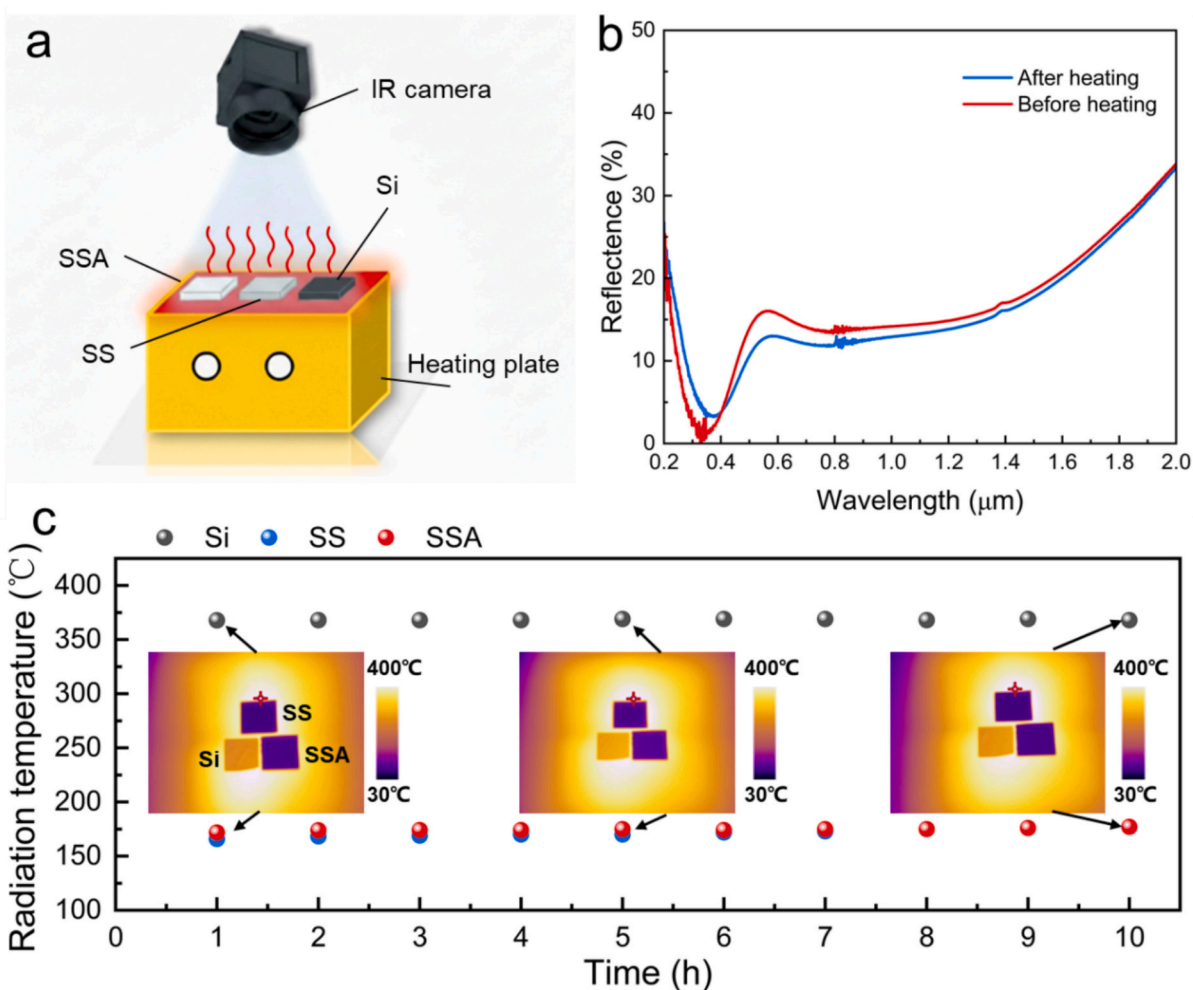 a
IR camera
Si
SSA
SS
Heating plate
b
50
40
30
20
10
0
Reflectence (%)
After heating
Before heating
0.2 0.4 0.6 0.8 1.0 1.2 1.4 1.6 1.8 2.0
Wavelength (μm)
c
Si SS SSA
Radiation temperature (℃)
400
375
300
250
200
175
150
100
400℃
30℃
SS
Si
SSA
400℃
30℃
400℃
30℃
0 1 2 3 4 5 6 7 8 9 10
Time (h)